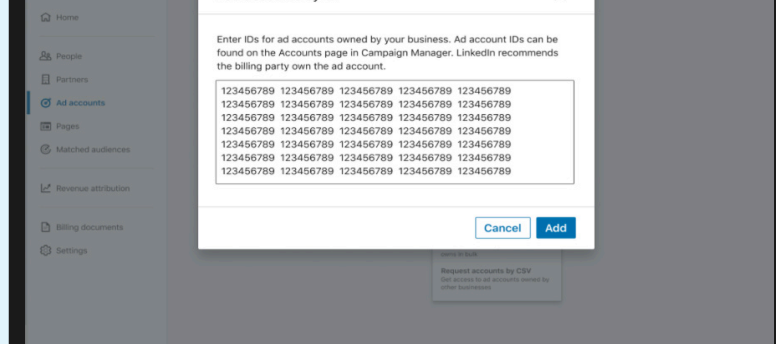 Home
People
Partners
Ad accounts
Pages
Matched audiences
Revenue attribution
Billing documents
Settings
Enter IDs for ad accounts owned by your business. Ad account IDs can be
found on the Accounts page in Campaign Manager. LinkedIn recommends
the billing party own the ad account.
123456789 123456789 123456789 123456789 123456789
123456789 123456789 123456789 123456789 123456789
123456789 123456789 123456789 123456789 123456789
123456789 123456789 123456789 123456789 123456789
123456789 123456789 123456789 123456789 123456789
123456789 123456789 123456789 123456789 123456789
123456789 123456789 123456789 123456789 123456789
Cancel Add
Request accounts by CSV
Get access to ad accounts owned by
other businesses